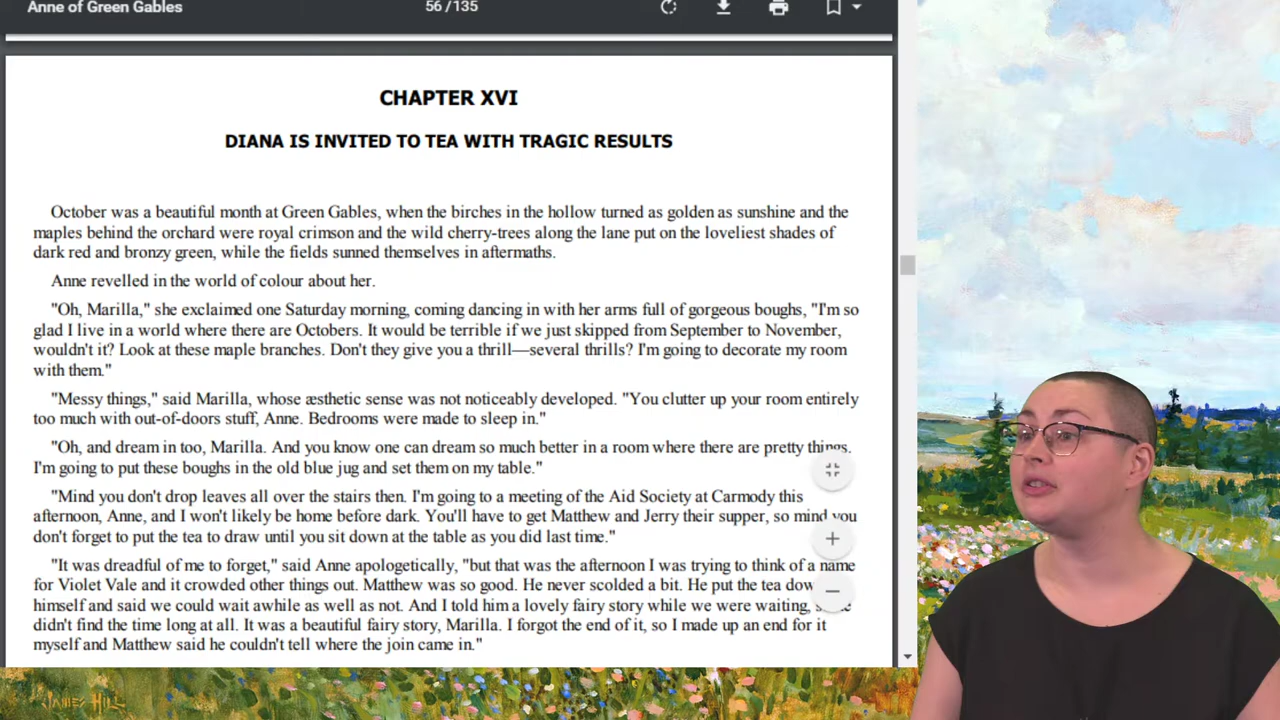 Anne of Green Gables
56 / 135
CHAPTER XVI
DIANA IS INVITED TO TEA WITH TRAGIC RESULTS
October was a beautiful month at Green Gables, when the birches in the hollow turned as golden as sunshine and the
maples behind the orchard were royal crimson and the wild cherry-trees along the lane put on the loveliest shades of
dark red and bronzy green, while the fields sunned themselves in aftermaths.
Anne revelled in the world of colour about her.
"Oh, Marilla," she exclaimed one Saturday morning, coming dancing in with her arms full of gorgeous boughs, "I'm so
glad I live in a world where there are Octobers. It would be terrible if we just skipped from September to November,
wouldn't it? Look at these maple branches. Don't they give you a thrill—several thrills? I'm going to decorate my room
with them."
"Messy things," said Marilla, whose æsthetic sense was not noticeably developed. "You clutter up your room entirely
too much with out-of-doors stuff, Anne. Bedrooms were made to sleep in."
"Oh, and dream in too, Marilla. And you know one can dream so much better in a room where there are pretty things.
I'm going to put these boughs in the old blue jug and set them on my table."
"Mind you don't drop leaves all over the stairs then. I'm going to a meeting of the Aid Society at Carmody this
afternoon, Anne, and I won't likely be home before dark. You'll have to get Matthew and Jerry their supper, so mind you
don't forget to put the tea to draw until you sit down at the table as you did last time."
"It was dreadful of me to forget," said Anne apologetically, "but that was the afternoon I was trying to think of a name
for Violet Vale and it crowded other things out. Matthew was so good. He never scolded a bit. He put the tea
himself and said we could wait awhile as well as not. And I told him a lovely fairy story while we were waiting,
didn't find the time long at all. It was a beautiful fairy story, Marilla. I forgot the end of it, so I made up an end for it
myself and Matthew said he couldn't tell where the join came in."
JAMES HILL